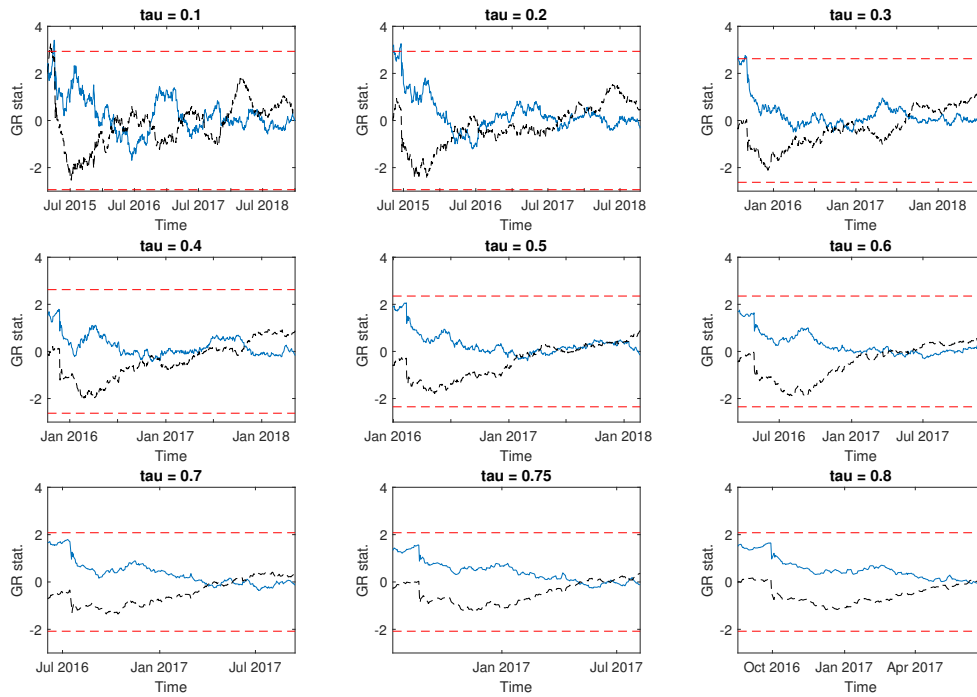 tau = 0.1 tau = 0.2 tau = 0.3
4 4 4
2 2 2
0 0 0
-2 -2 -2
GR stat. GR stat. GR stat.
Jul 2015 Jul 2016 Jul 2017 Jul 2018 Jul 2015 Jul 2016 Jul 2017 Jul 2018 Jan 2016 Jan 2017 Jan 2018
Time Time Time
tau = 0.4 tau = 0.5 tau = 0.6
4 4 4
2 2 2
0 0 0
-2 -2 -2
GR stat. GR stat. GR stat.
Jan 2016 Jan 2017 Jan 2018 Jan 2016 Jan 2017 Jan 2018 Jul 2016 Jan 2017 Jul 2017
Time Time Time
tau = 0.7 tau = 0.75 tau = 0.8
4 4 4
2 2 2
0 0 0
-2 -2 -2
GR stat. GR stat. GR stat.
Jul 2016 Jan 2017 Jul 2017 Jan 2017 Jul 2017 Oct 2016 Jan 2017 Apr 2017
Time Time Time